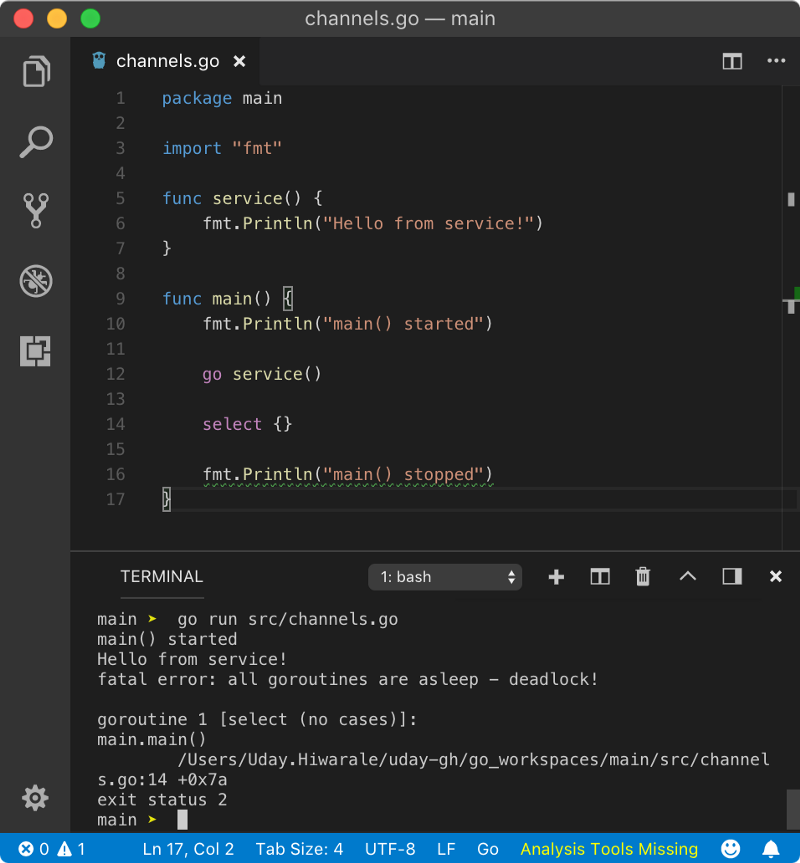 channels.go — main
channels.go
1 package main
2
3 import "fmt"
4
5 func service() {
6     fmt.Println("Hello from service!")
7 }
8
9 func main() {
10     fmt.Println("main() started")
11
12     go service()
13
14     select {}
15
16     fmt.Println("main() stopped")
17 }
TERMINAL 1: bash
main ➤  go run src/channels.go
main() started
Hello from service!
fatal error: all goroutines are asleep - deadlock!

goroutine 1 [select (no cases)]:
main.main()
        /Users/Uday.Hiwarale/uday-gh/go_workspaces/main/src/channel
s.go:14 +0x7a
exit status 2
main ➤
0 1 Ln 17, Col 2 Tab Size: 4 UTF-8 LF Go Analysis Tools Missing